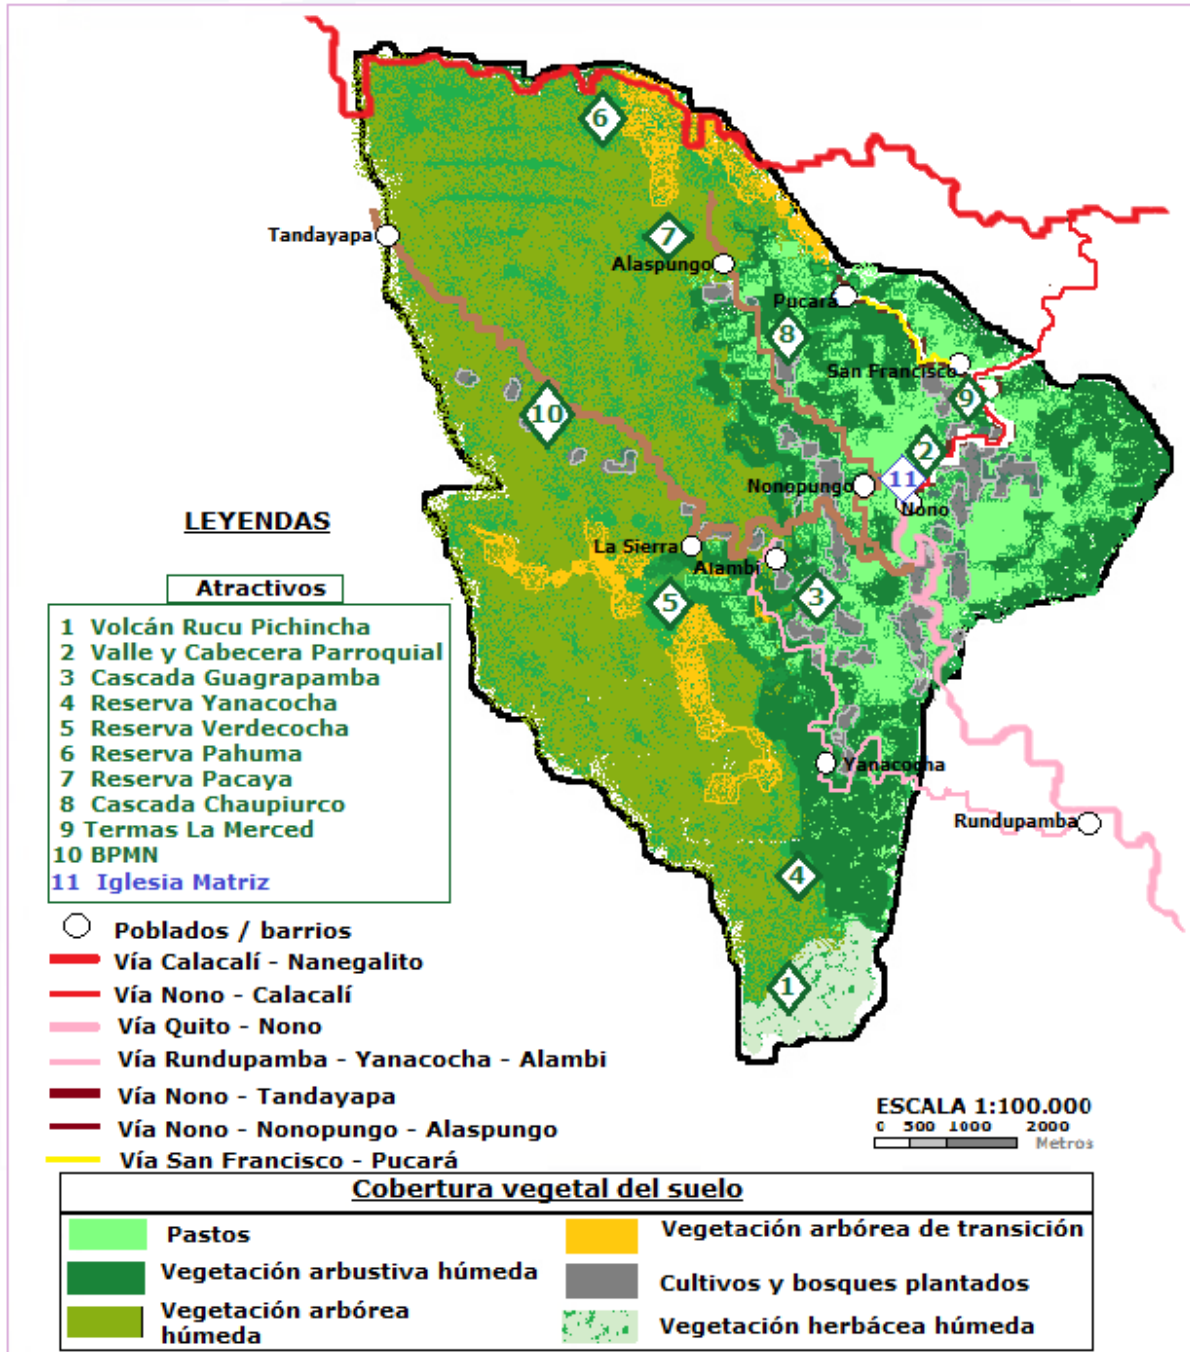 6
Tandayapa
7
Alaspungo
Pucara
8
San Francisco
9
10
2
11
Nonopungo
Nono
La Sierra
Alambi
5
3
Yanacocha
Rundupamba
4
1
LEYENDAS
Atractivos
1 Volcán Rucu Pichincha
2 Valle y Cabecera Parroquial
3 Cascada Guagrapamba
4 Reserva Yanacocha
5 Reserva Verdecocha
6 Reserva Pahuma
7 Reserva Pacaya
8 Cascada Chaupiurco
9 Termas La Merced
10 BPMN
11 Iglesia Matriz
Poblados / barrios
Vía Calacalí - Nanegalito
Vía Nono - Calacalí
Vía Quito - Nono
Vía Rundupamba - Yanacocha - Alambi
Vía Nono - Tandayapa
Vía Nono - Nonopungo - Alaspungo
Vía San Francisco - Pucará
ESCALA 1:100.000
0 500 1000 2000
Metros
Cobertura vegetal del suelo
Pastos
Vegetación arbustiva húmeda
Vegetación arbórea
húmeda
Vegetación arbórea de transición
Cultivos y bosques plantados
Vegetación herbácea húmeda